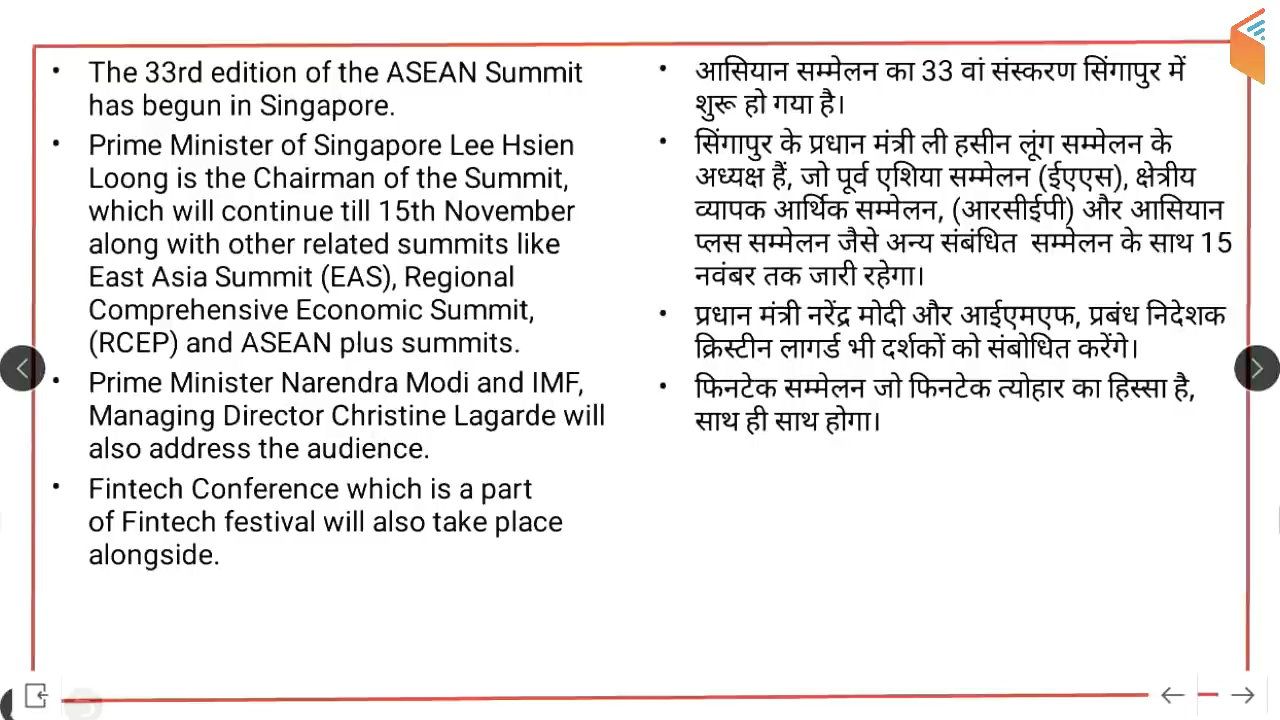 The 33rd edition of the ASEAN Summit
has begun in Singapore.
Prime Minister of Singapore Lee Hsien
Loong is the Chairman of the Summit,
which will continue till 15th November
along with other related summits like
East Asia Summit (EAS), Regional
Comprehensive Economic Summit,
(RCEP) and ASEAN plus summits.
Prime Minister Narendra Modi and IMF,
Managing Director Christine Lagarde will
also address the audience.
Fintech Conference which is a part
of Fintech festival will also take place
alongside.
आसियान सम्मेलन का 33 वां संस्करण सिंगापुर में
शुरू हो गया है।
सिंगापुर के प्रधान मंत्री ली हसीन लूंग सम्मेलन के
अध्यक्ष हैं, जो पूर्व एशिया सम्मेलन (ईएएस), क्षेत्रीय
व्यापक आर्थिक सम्मेलन, (आरसीईपी) और आसियान
प्लस सम्मेलन जैसे अन्य संबंधित सम्मेलन के साथ 15
नवंबर तक जारी रहेगा।
प्रधान मंत्री नरेंद्र मोदी और आईएमएफ, प्रबंध निदेशक
क्रिस्टीन लागर्ड भी दर्शकों को संबोधित करेंगे।
फिनटेक सम्मेलन जो फिनटेक त्योहार का हिस्सा है,
साथ ही साथ होगा।